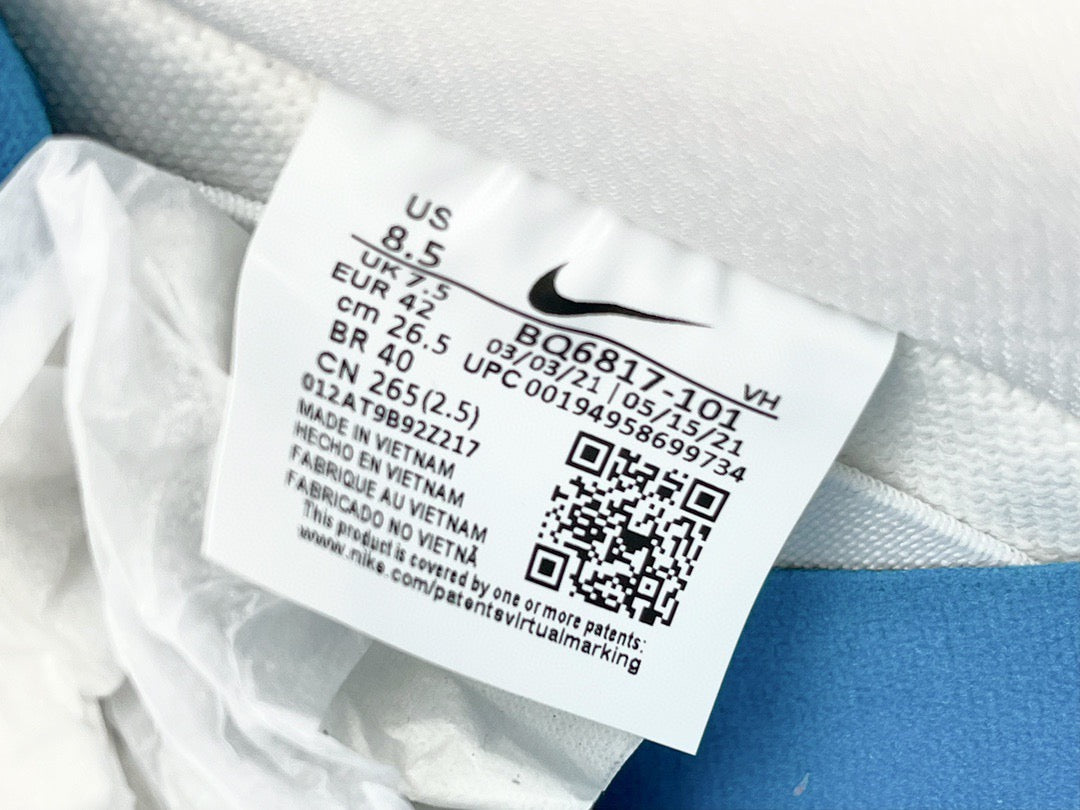 US
8.5
UK 7.5
EUR 42
cm 26.5
BR 40
CN 265(2.5)
012AT9B92Z217
MADE IN VIETNAM
HECHO EN VIETNAM
FABRIQUE AU VIETNAM
FABRICADO NO VIETNÃ
This product is covered by one or more patents:
www.nike.com/patentsvirtualmarking
VH
BQ6817-101
03/03/21 | 05/15/21
UPC 00194958699734